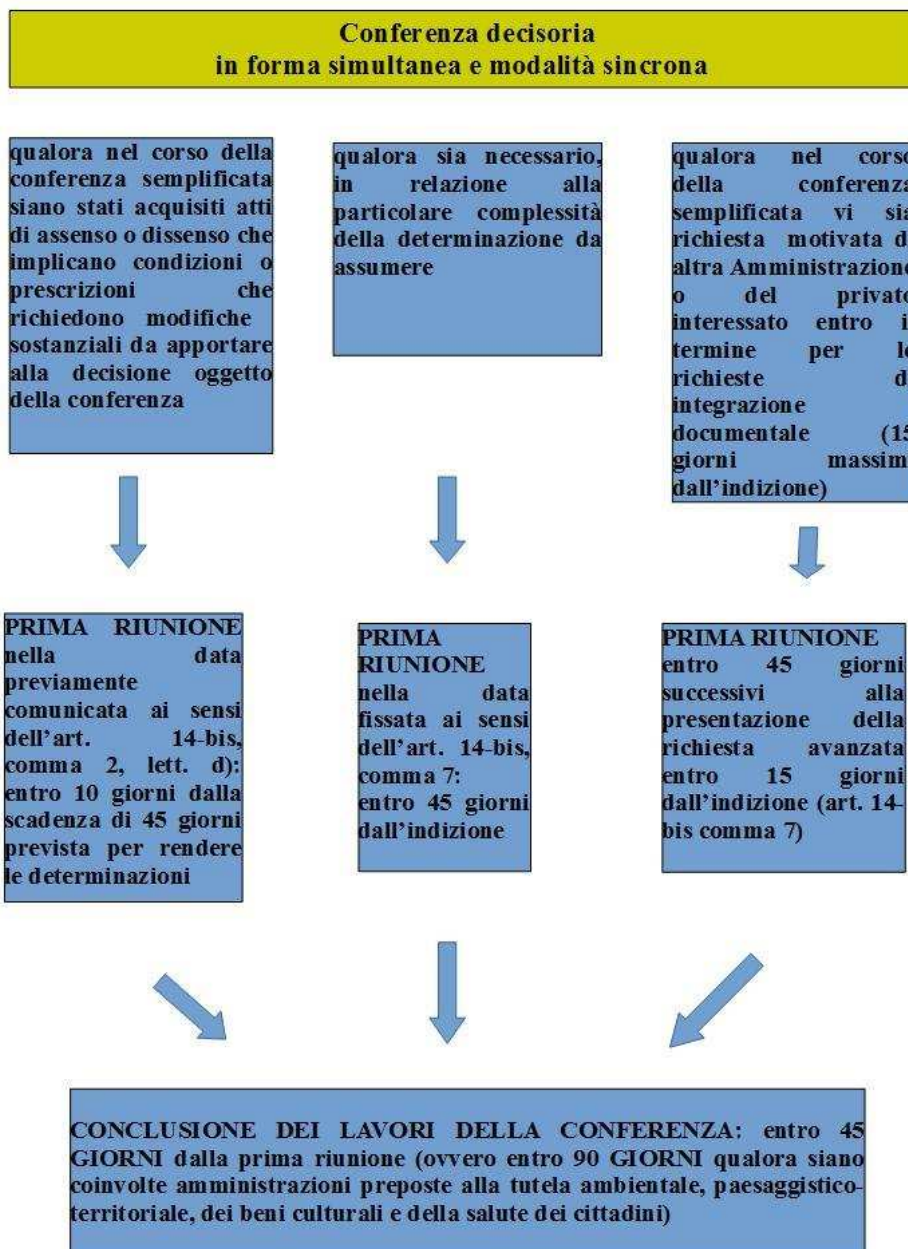 Conferenza decisoria
in forma simultanea e modalità sincrona
qualora nel corso della
conferenza semplificata
siano stati acquisiti atti
di assenso o dissenso che
implicano condizioni o
prescrizioni che
richiedono modifiche
sostanziali da apportare
alla decisione oggetto
della conferenza
qualora sia necessario,
in relazione alla
particolare complessità
della determinazione da
assumere
qualora nel corso
della conferenza
semplificata vi sia
richiesta motivata di
altra Amministrazione
o del privato
interessato entro il
termine per le
richieste di
integrazione
documentale (15
giorni massimi
dall'indizione)
PRIMA RIUNIONE
nella data
previamente
comunicata ai sensi
dell'art. 14-bis,
comma 2, lett. d):
entro 10 giorni dalla
scadenza di 45 giorni
prevista per rendere
le determinazioni
PRIMA
RIUNIONE
nella data
fissata ai sensi
dell'art. 14-bis,
comma 7:
entro 45 giorni
dall'indizione
PRIMA RIUNIONE
entro 45 giorni
successivi alla
presentazione della
richiesta avanzata
entro 15 giorni
dall'indizione (art. 14-
bis comma 7)
CONCLUSIONE DEI LAVORI DELLA CONFERENZA: entro 45
GIORNI dalla prima riunione (ovvero entro 90 GIORNI qualora siano
coinvolte amministrazioni preposte alla tutela ambientale, paesaggistico-
territoriale, dei beni culturali e della salute dei cittadini)